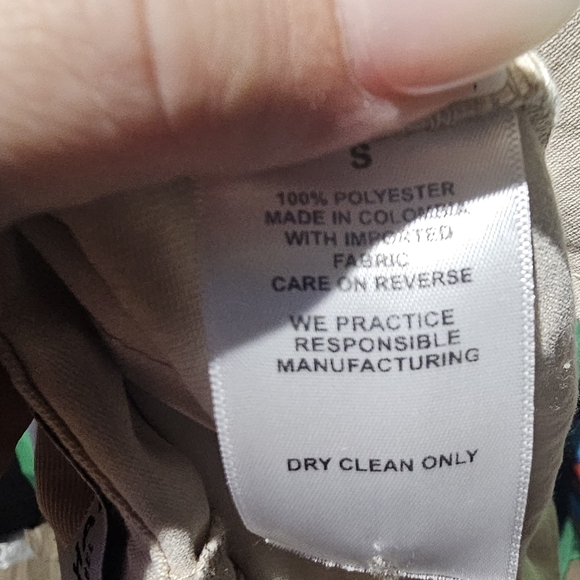 S
100% POLYESTER
MADE IN COLOMBIA
WITH IMPORTED
FABRIC
CARE ON REVERSE
WE PRACTICE
RESPONSIBLE
MANUFACTURING
DRY CLEAN ONLY